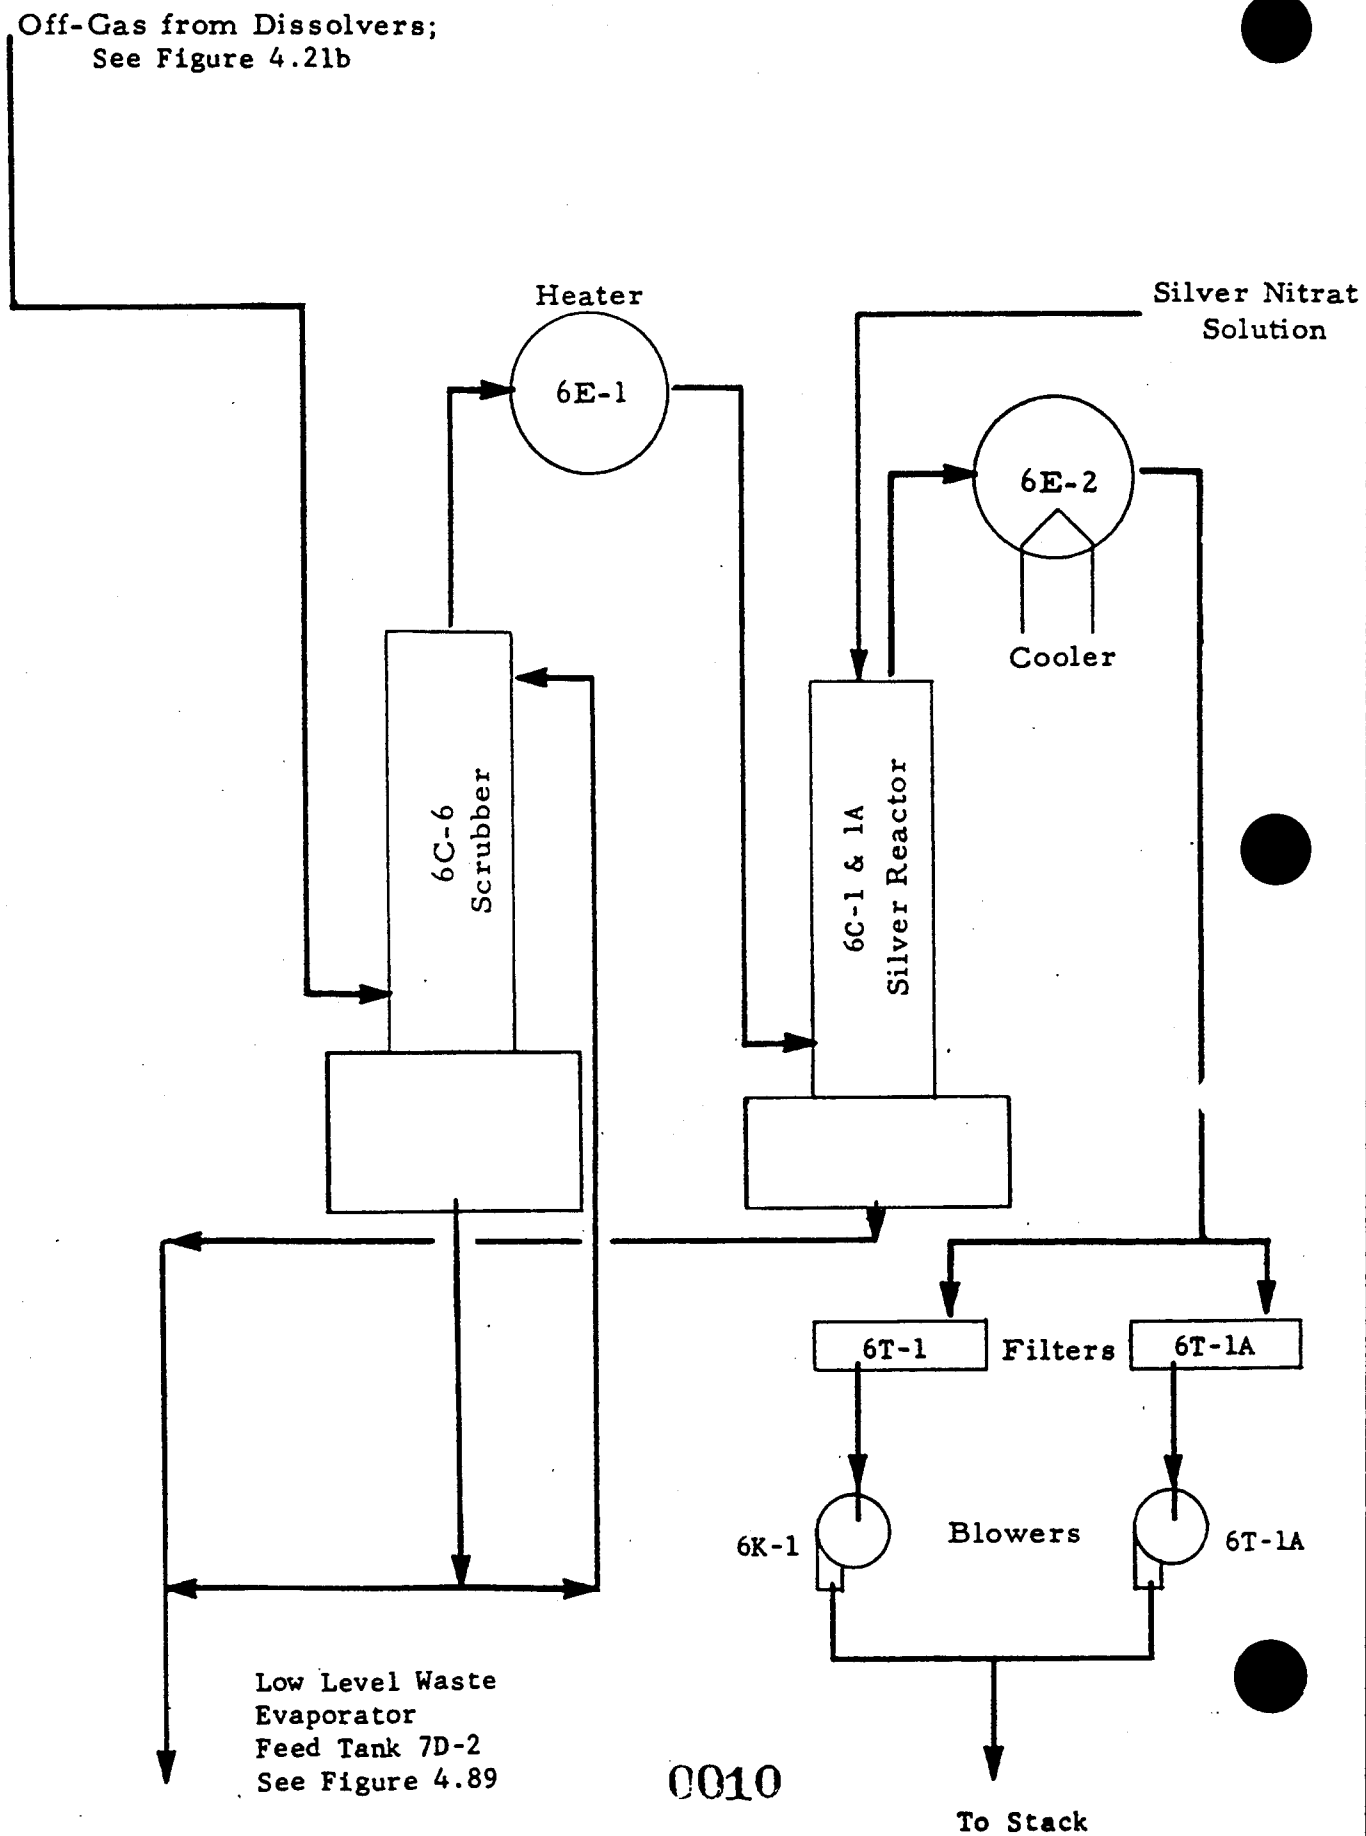 Off-Gas from Dissolvers;
See Figure 4.21b
Heater
6E-1
Silver Nitrat
Solution
6E-2
Cooler
6C-6
Scrubber
6C-1 & 1A
Silver Reactor
6T-1
Filters
6T-1A
6K-1
Blowers
6T-1A
Low Level Waste
Evaporator
Feed Tank 7D-2
See Figure 4.89
0010
To Stack